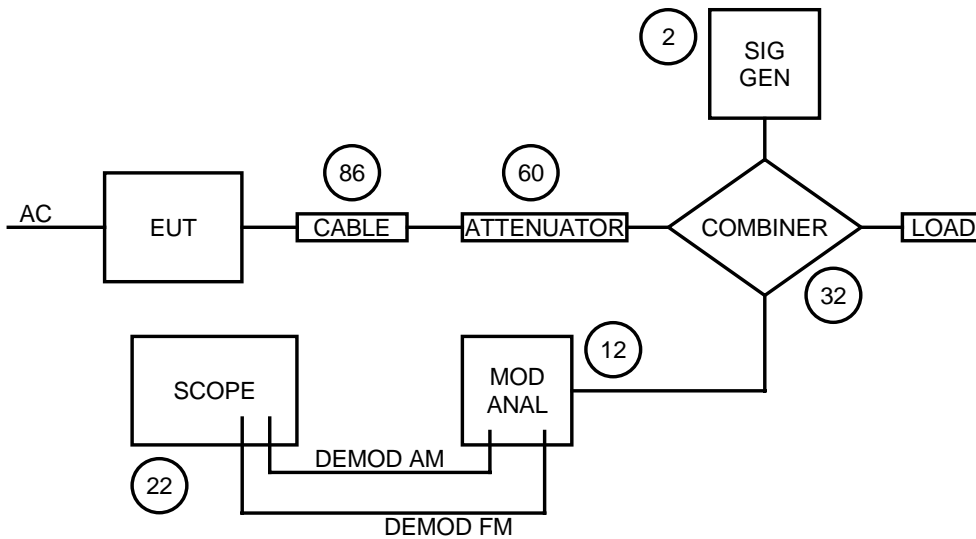 2
SIG
GEN
86
60
AC
EUT
CABLE
ATTENUATOR
COMBINER
LOAD
32
12
SCOPE
MOD
ANAL
DEMOD AM
22
DEMOD FM